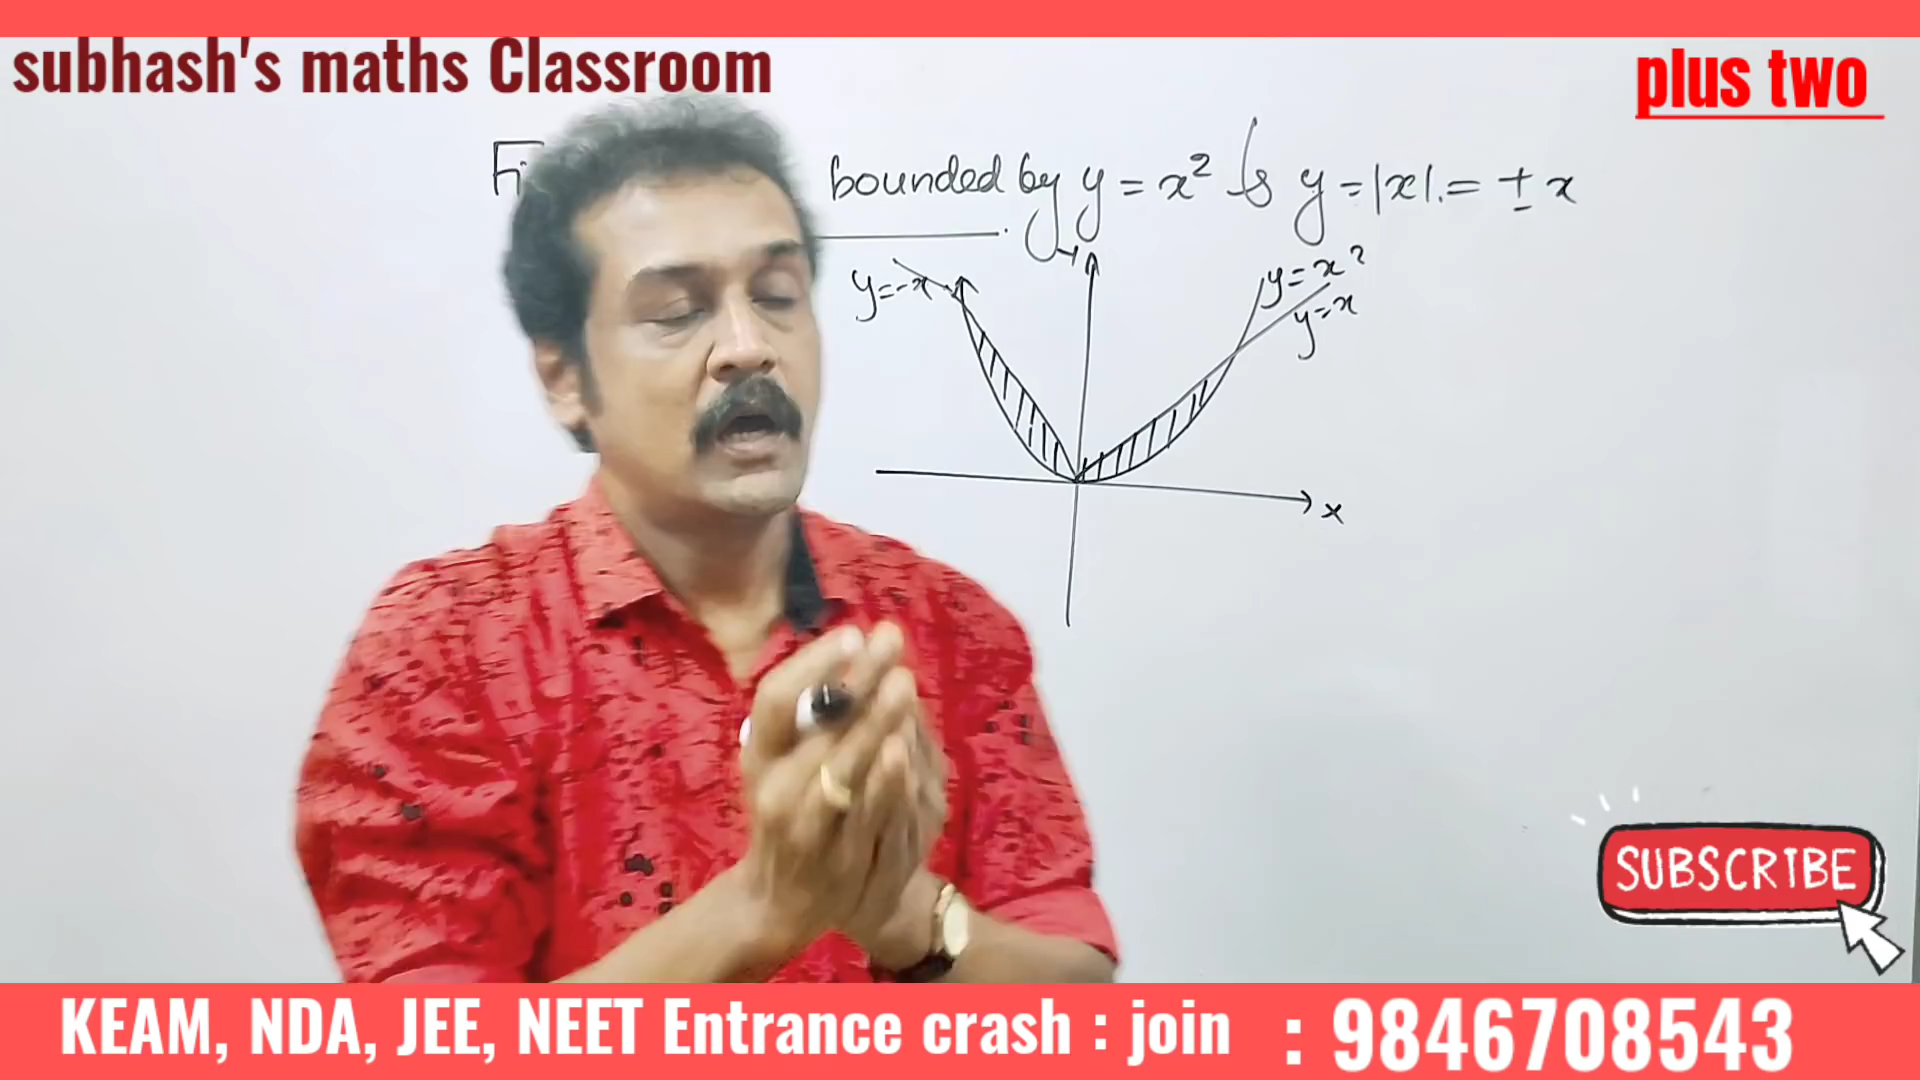 subhash's maths Classroom
plus two
bounded by y = x² & y = |x|. = ± x
y=-x
y=x²
y=x
x
SUBSCRIBE
KEAM, NDA, JEE, NEET Entrance crash : join : 9846708543